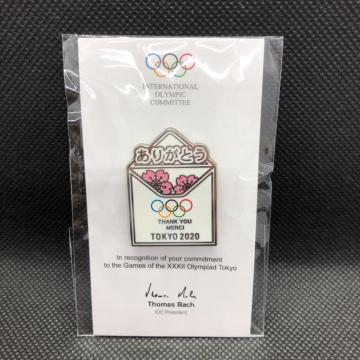 INTERNATIONAL
OLYMPIC
COMMITTEE
ありがとう
THANK YOU
MERCI
TOKYO 2020
In recognition of your commitment
to the Games of the XXXII Olympiad Tokyo
Thomas Bach
IOC President